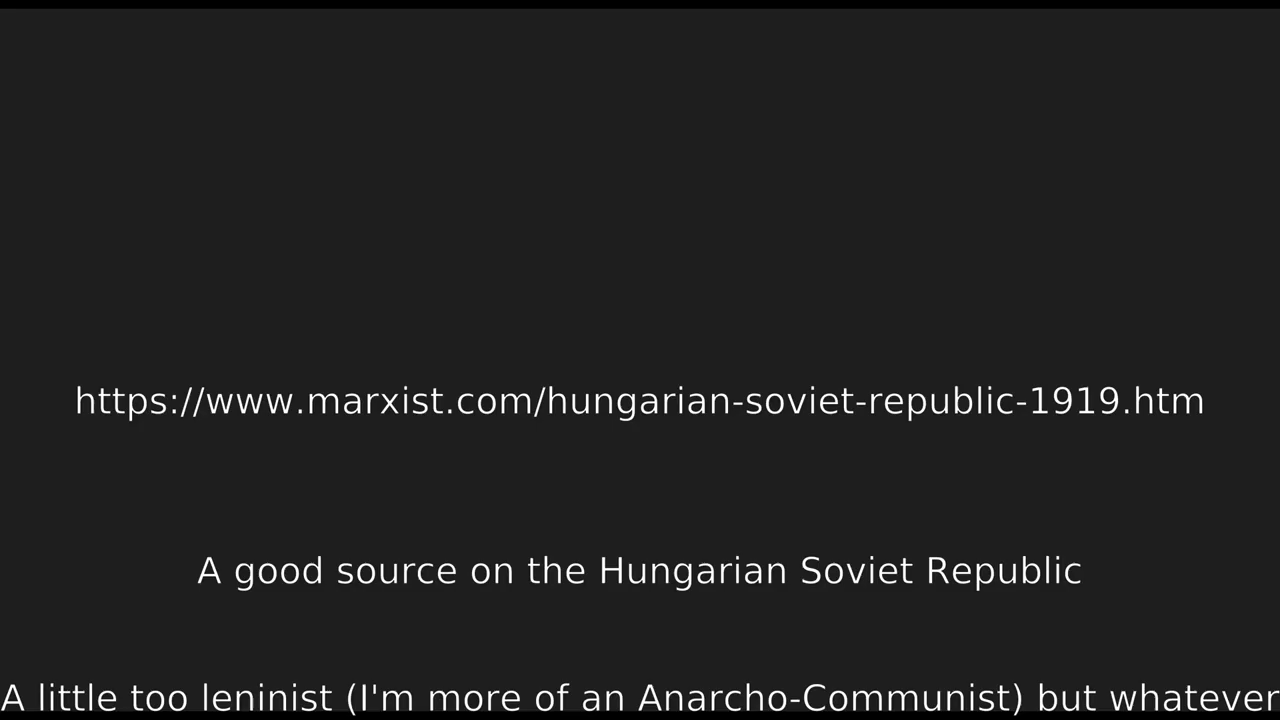 https://www.marxist.com/hungarian-soviet-republic-1919.htm
A good source on the Hungarian Soviet Republic
A little too leninist (I'm more of an Anarcho-Communist) but whatever